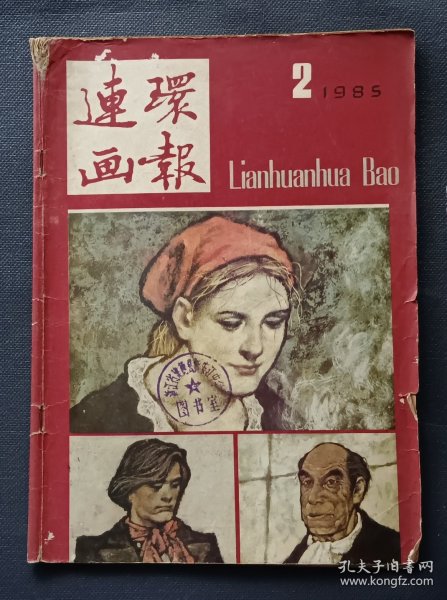 連環
画報
2 1985
Lianhuanhua Bao
图书室
孔夫子旧书网
www.kongfz.com